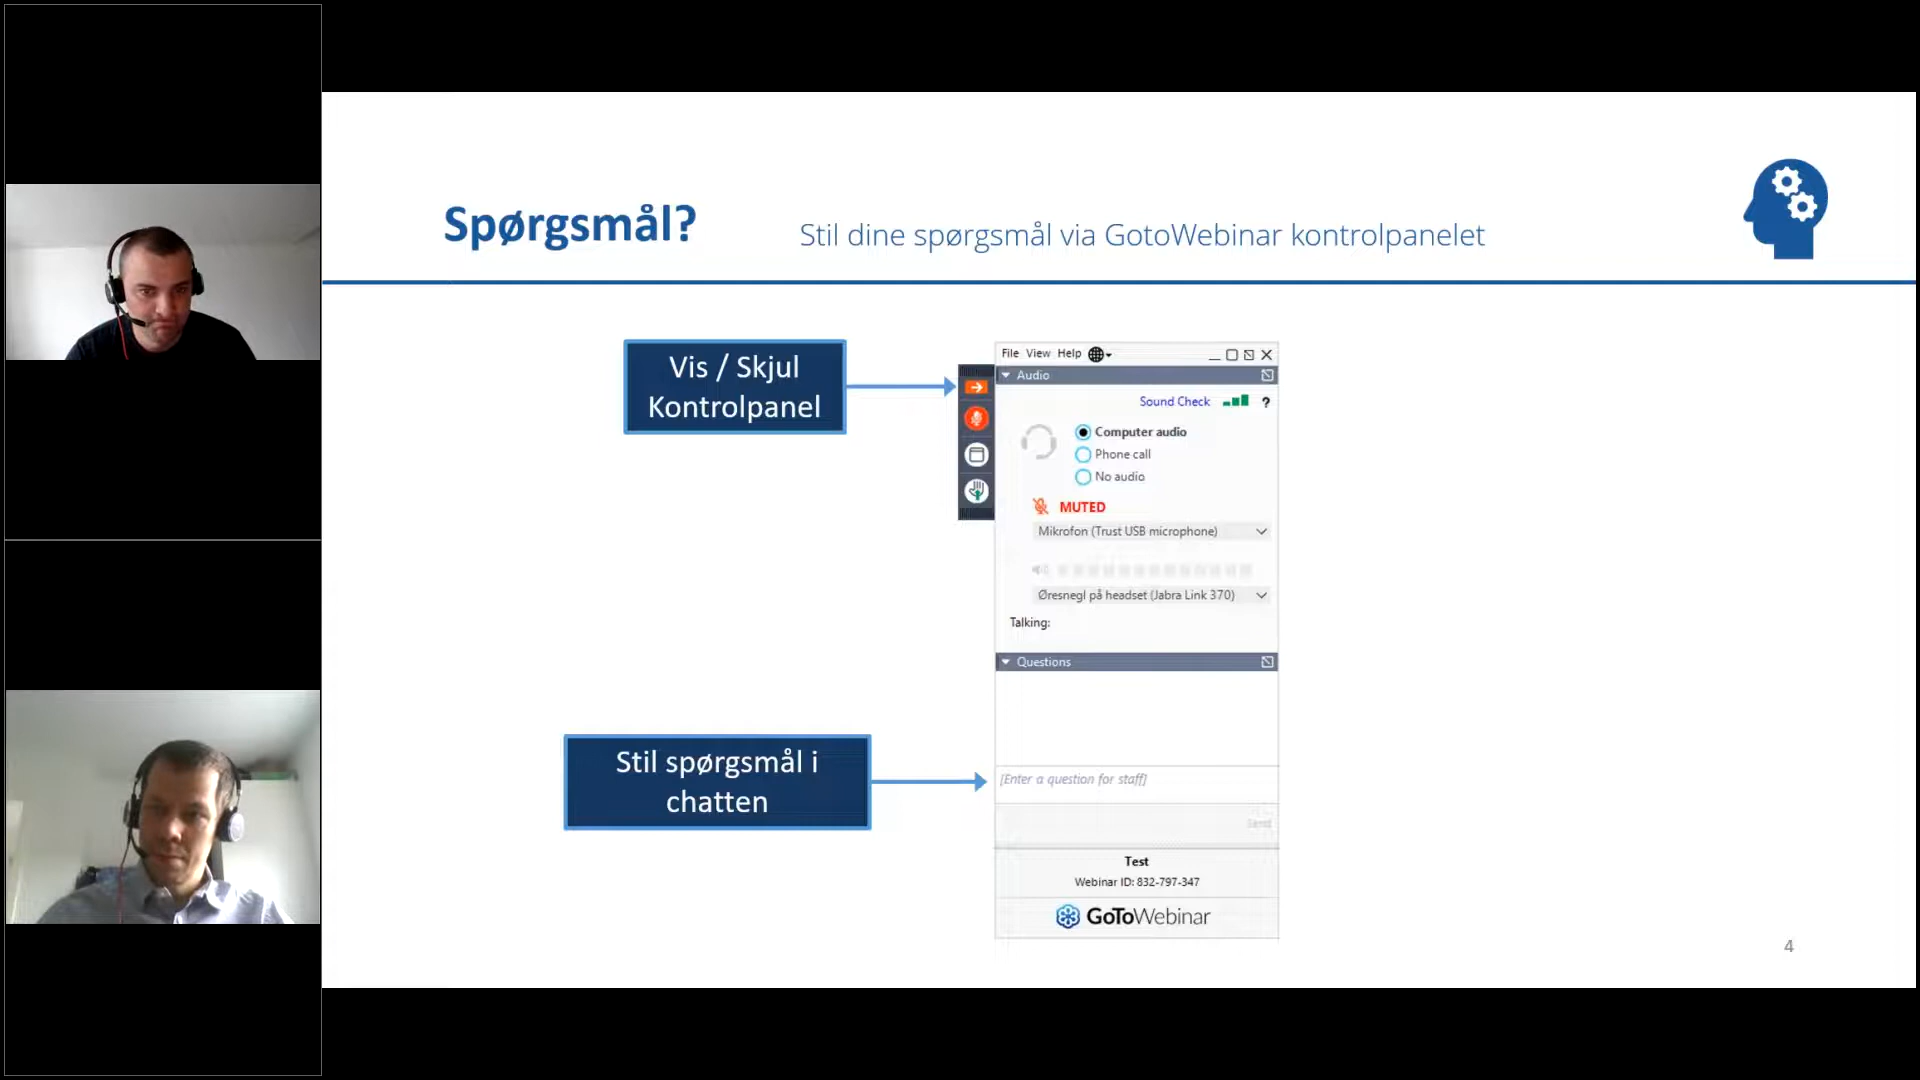 Spørgsmål?
Stil dine spørgsmål via GotoWebinar kontrolpanelet
Vis / Skjul
Kontrolpanel
File View Help
Audio
Sound Check ?
Computer audio
Phone call
No audio
MUTED
Mikrofon (Trust USB microphone)
Øresnegl på headset (Jabra Link 370)
Talking:
Questions
Stil spørgsmål i
chatten
[Enter a question for staff]
Send
Test
Webinar ID: 832-797-347
GoToWebinar
4